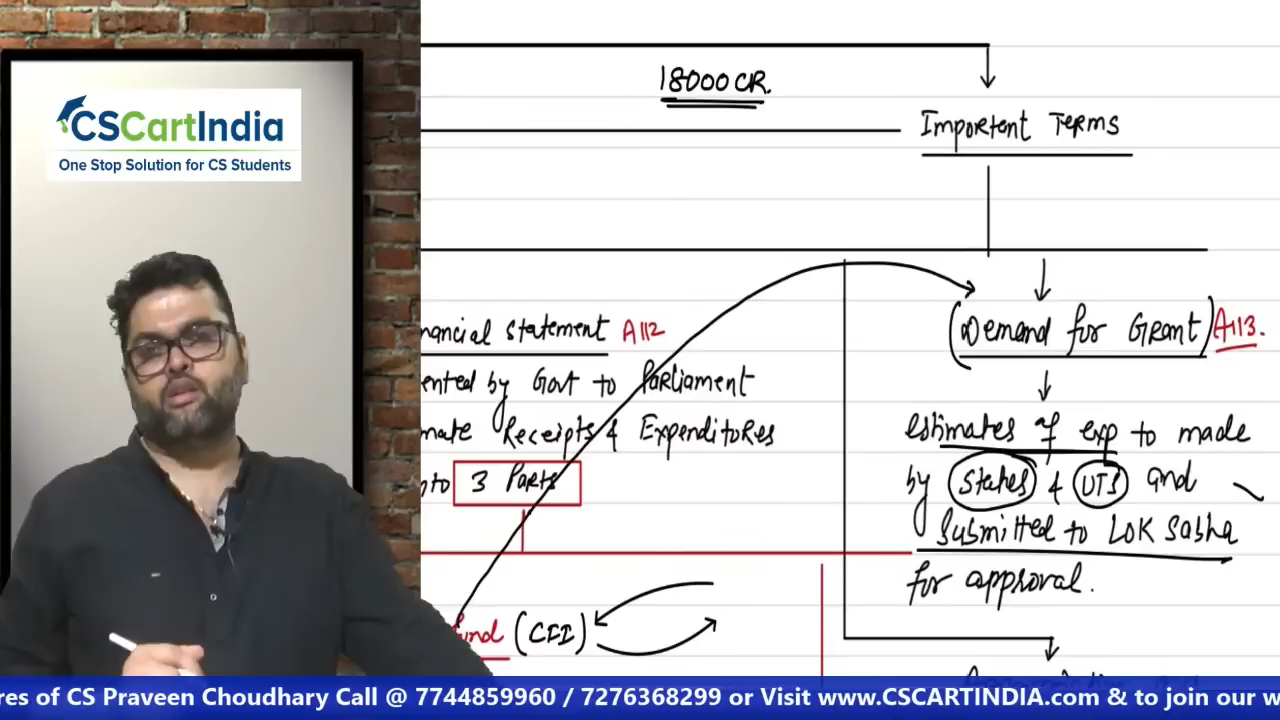 CSCartIndia
One Stop Solution for CS Students
18000 CR.
Importent Terms
nancial Statement A112
ented by Govt to Parliament
mate Receipts & ExpenditoRes
nto 3 Parts
fund (CFI)
(Demand for Grant) A113.
estimates of exp to made
by States & UTs and
submitted to LOK Sabha
for approval.
res of CS Praveen Choudhary Call @ 7744859960 / 7276368299 or Visit www.CSCARTINDIA.com & to join our w